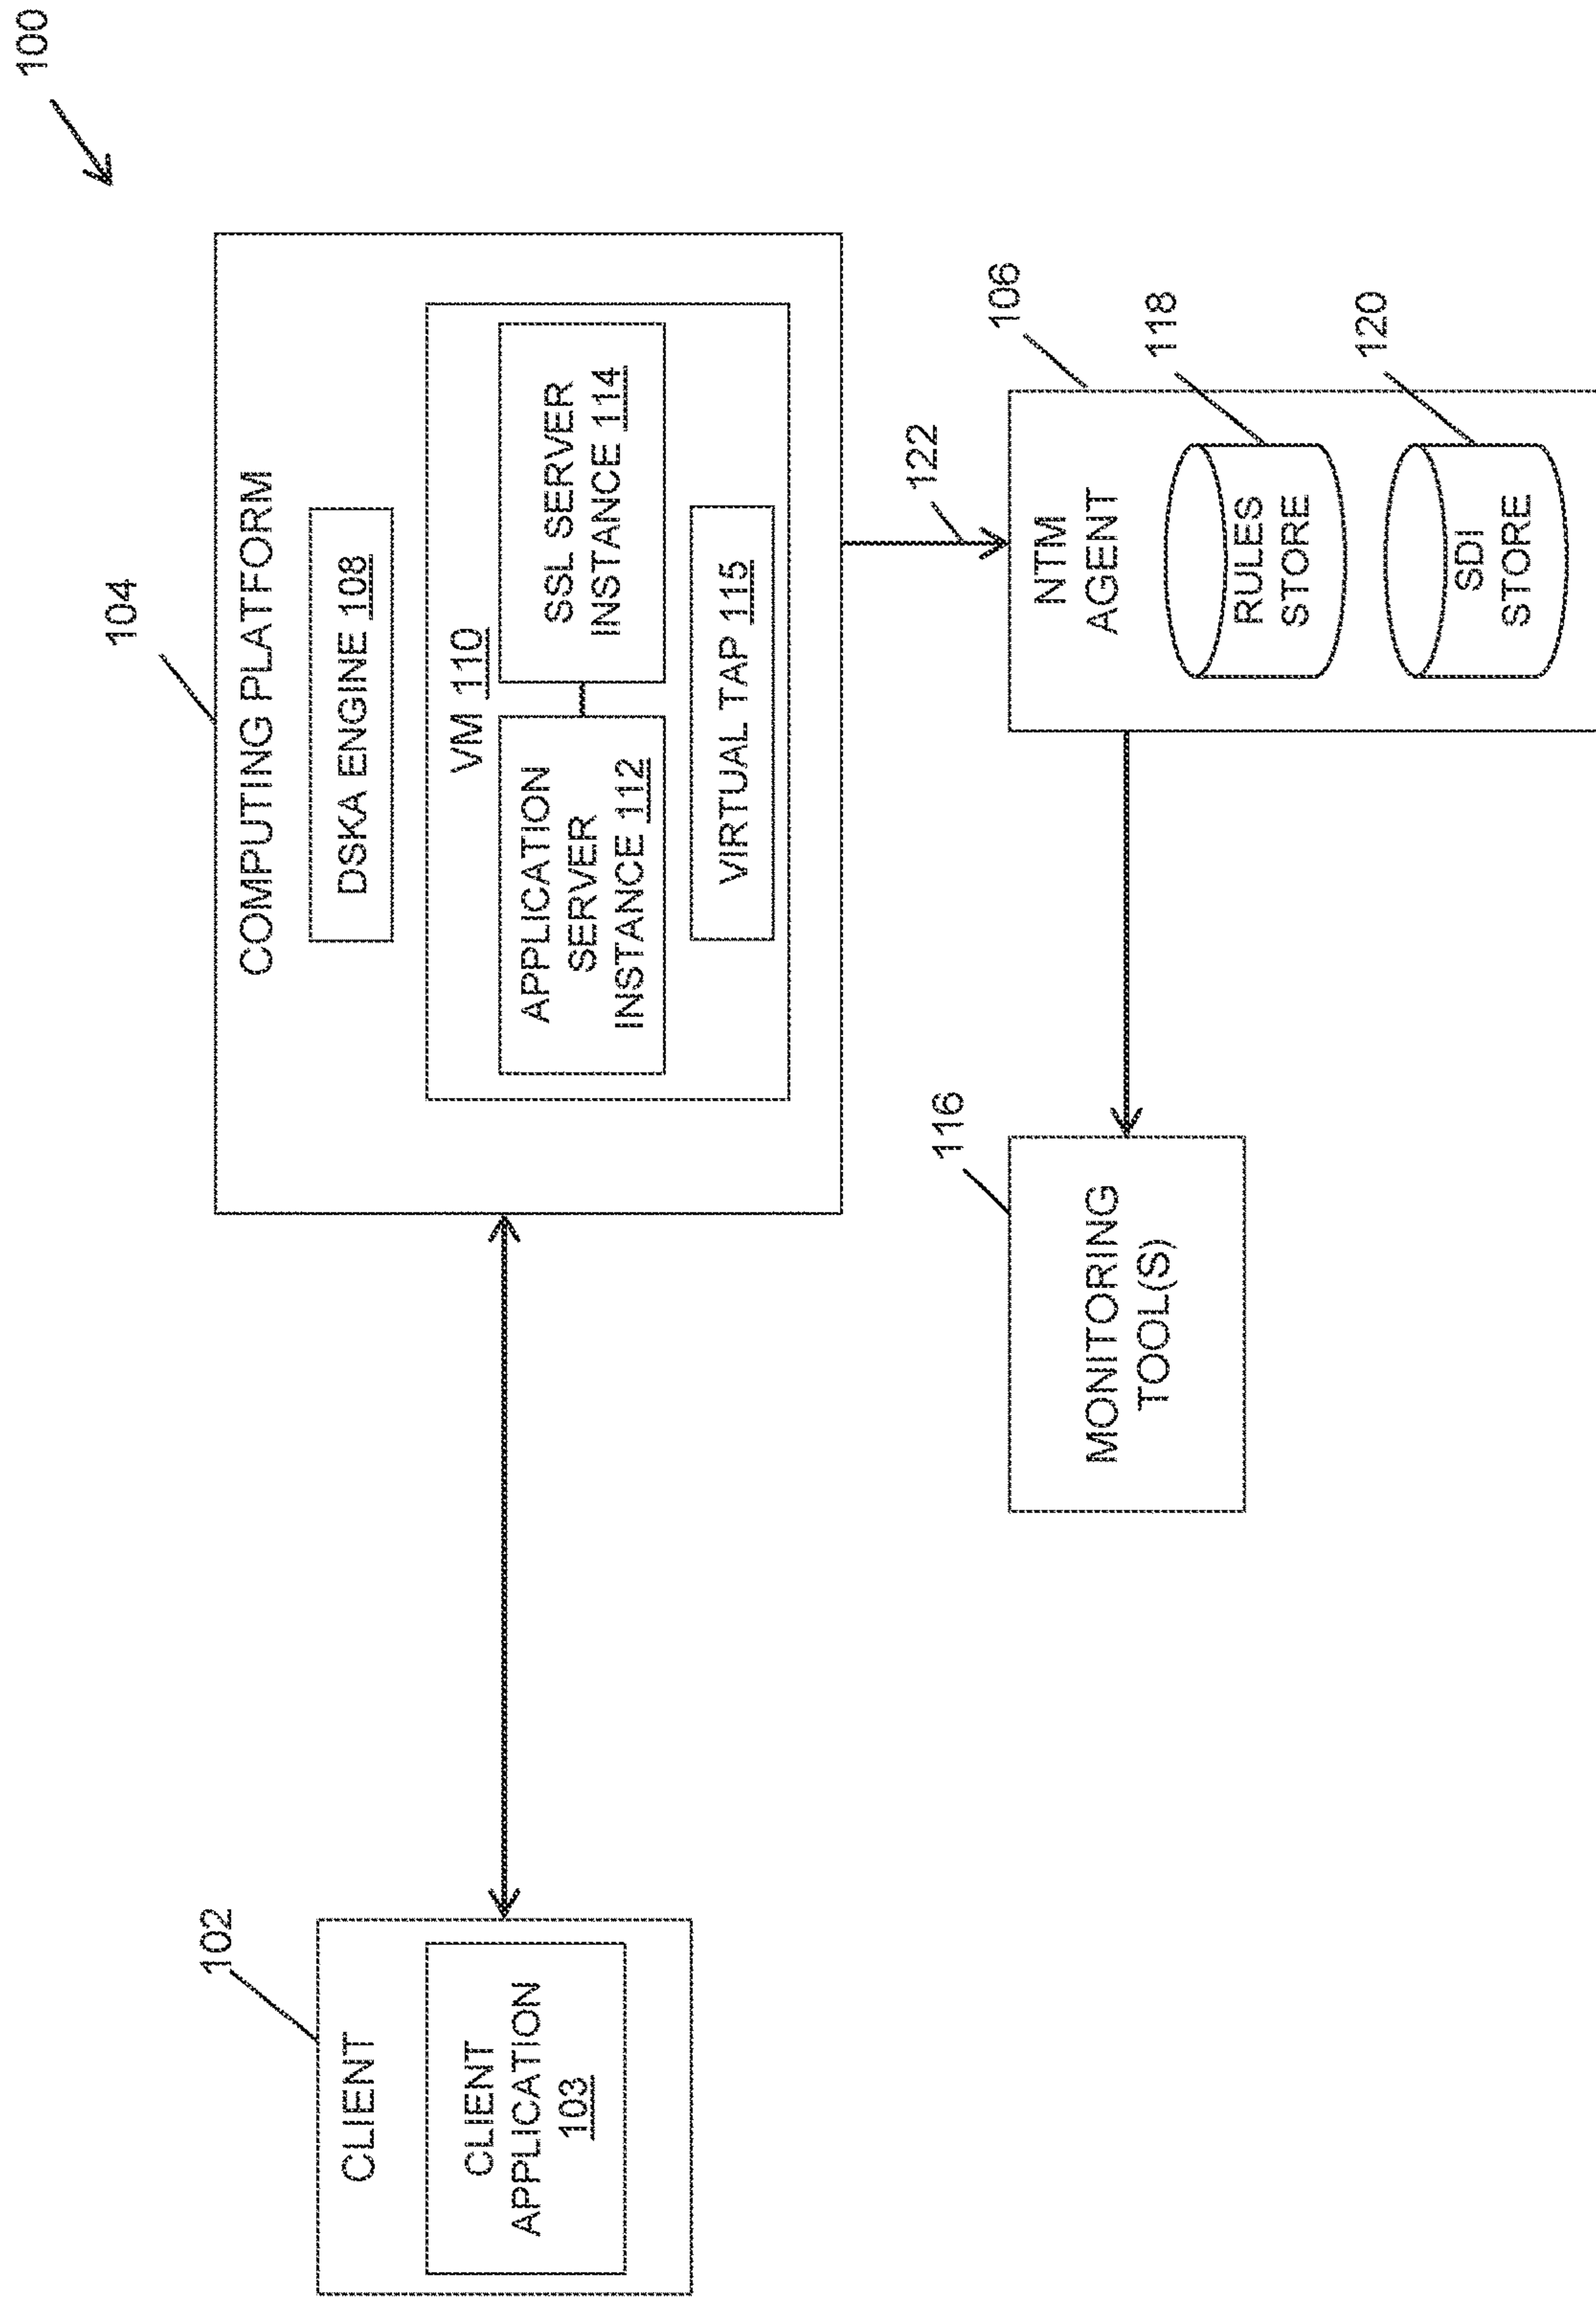 100
104
COMPUTING PLATFORM
DSKA ENGINE 108
VM 110
APPLICATION
SERVER
INSTANCE 112
SSL SERVER
INSTANCE 114
VIRTUAL TAP 115
102
CLIENT
CLIENT
APPLICATION
103
122
116
MONITORING
TOOL(S)
106
NTM
AGENT
118
RULES
STORE
120
SDI
STORE